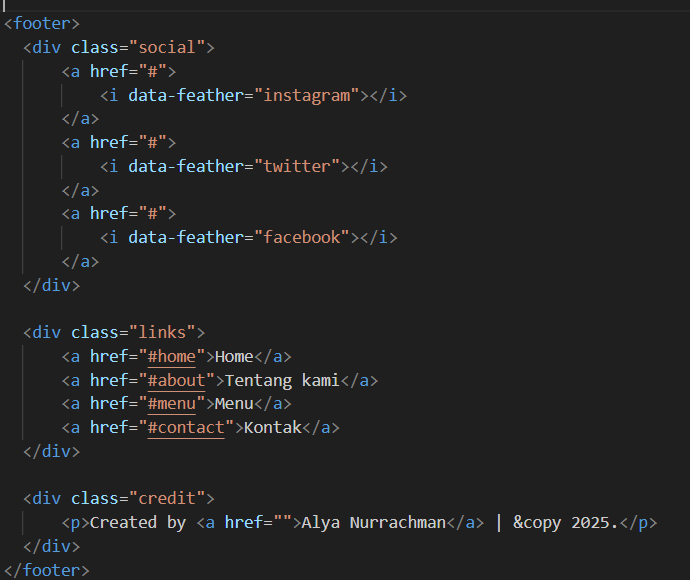 <footer>
<div class="social">
<a href="#">
<i data-feather="instagram"></i>
</a>
<a href="#">
<i data-feather="twitter"></i>
</a>
<a href="#">
<i data-feather="facebook"></i>
</a>
</div>
<div class="links">
<a href="#home">Home</a>
<a href="#about">Tentang kami</a>
<a href="#menu">Menu</a>
<a href="#contact">Kontak</a>
</div>
<div class="credit">
<p>Created by <a href="">Alya Nurrachman</a> | &copy 2025.</p>
</div>
</footer>